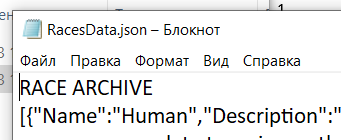 RacesData.json – Блокнот
Файл Правка Формат Вид Справка
RACE ARCHIVE
[{"Name":"Human","Description":"